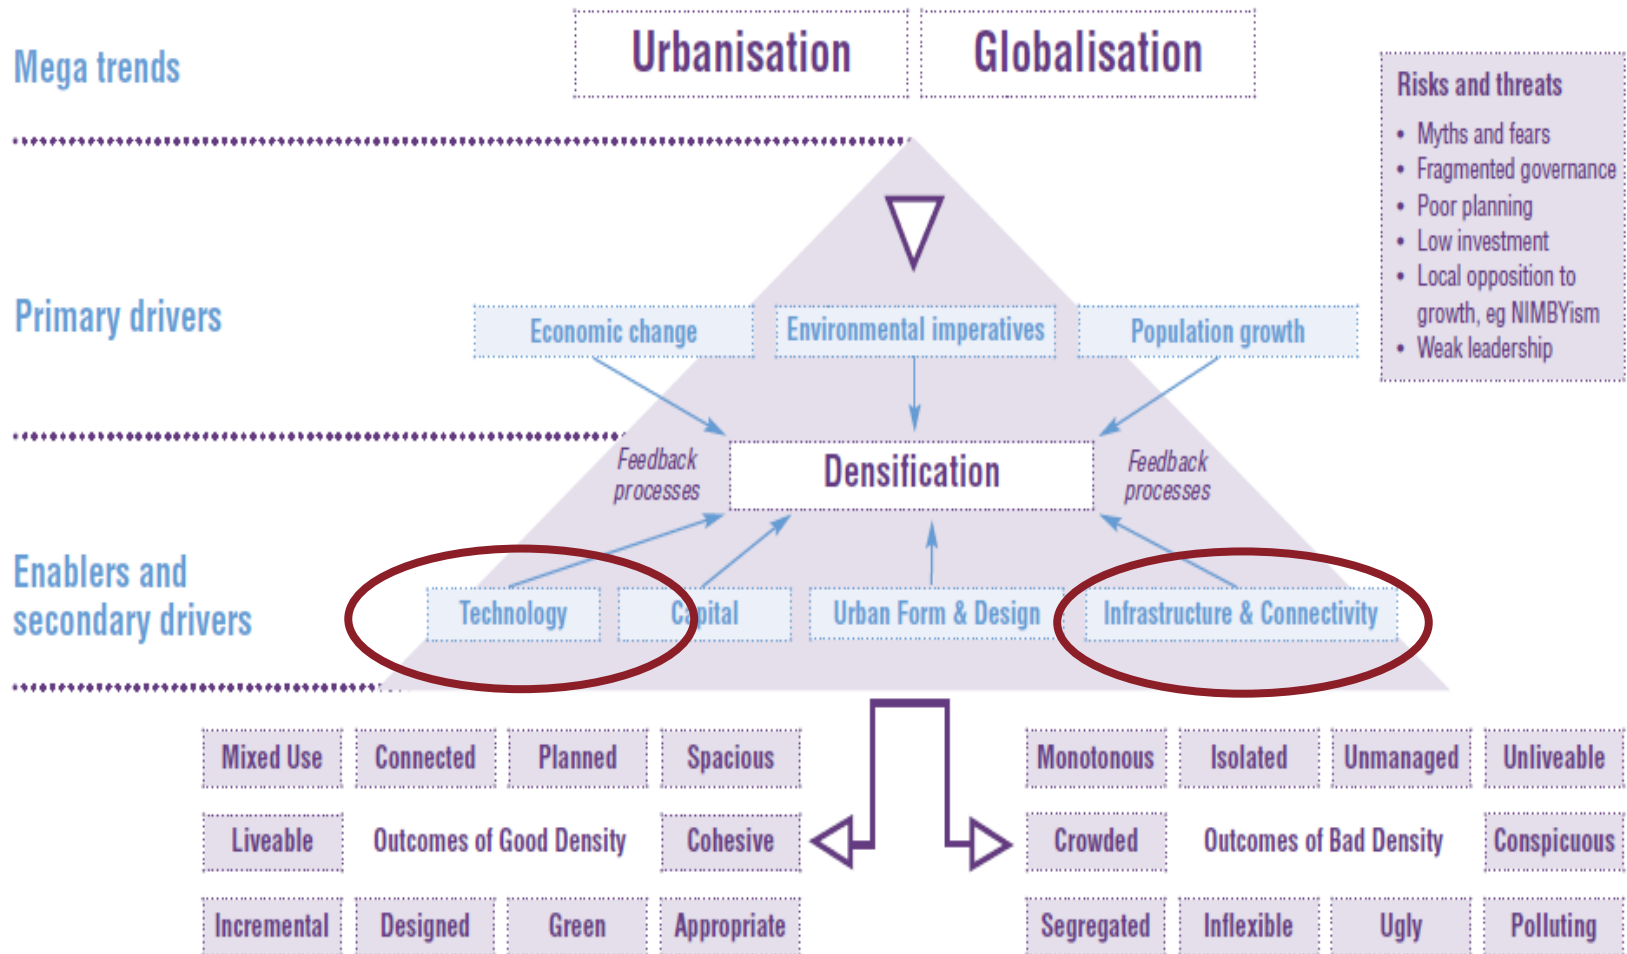 Mega trends
Urbanisation
Globalisation
Risks and threats
• Myths and fears
• Fragmented governance
• Poor planning
• Low investment
• Local opposition to
growth, eg NIMBYism
• Weak leadership
Primary drivers
Economic change
Environmental imperatives
Population growth
Feedback
processes
Densification
Feedback
processes
Enablers and
secondary drivers
Technology
Capital
Urban Form & Design
Infrastructure & Connectivity
Mixed Use
Connected
Planned
Spacious
Liveable
Outcomes of Good Density
Cohesive
Incremental
Designed
Green
Appropriate
Monotonous
Isolated
Unmanaged
Unliveable
Crowded
Outcomes of Bad Density
Conspicuous
Segregated
Inflexible
Ugly
Polluting